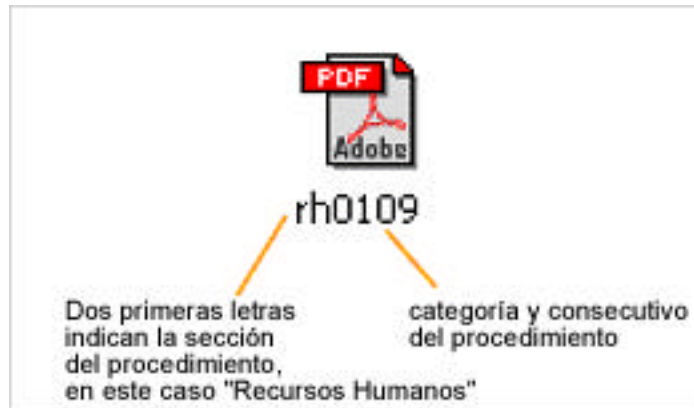 PDF
Adobe
rh0109
Dos primeras letras
indican la sección
del procedimiento,
en este caso "Recursos Humanos"
categoría y consecutivo
del procedimiento